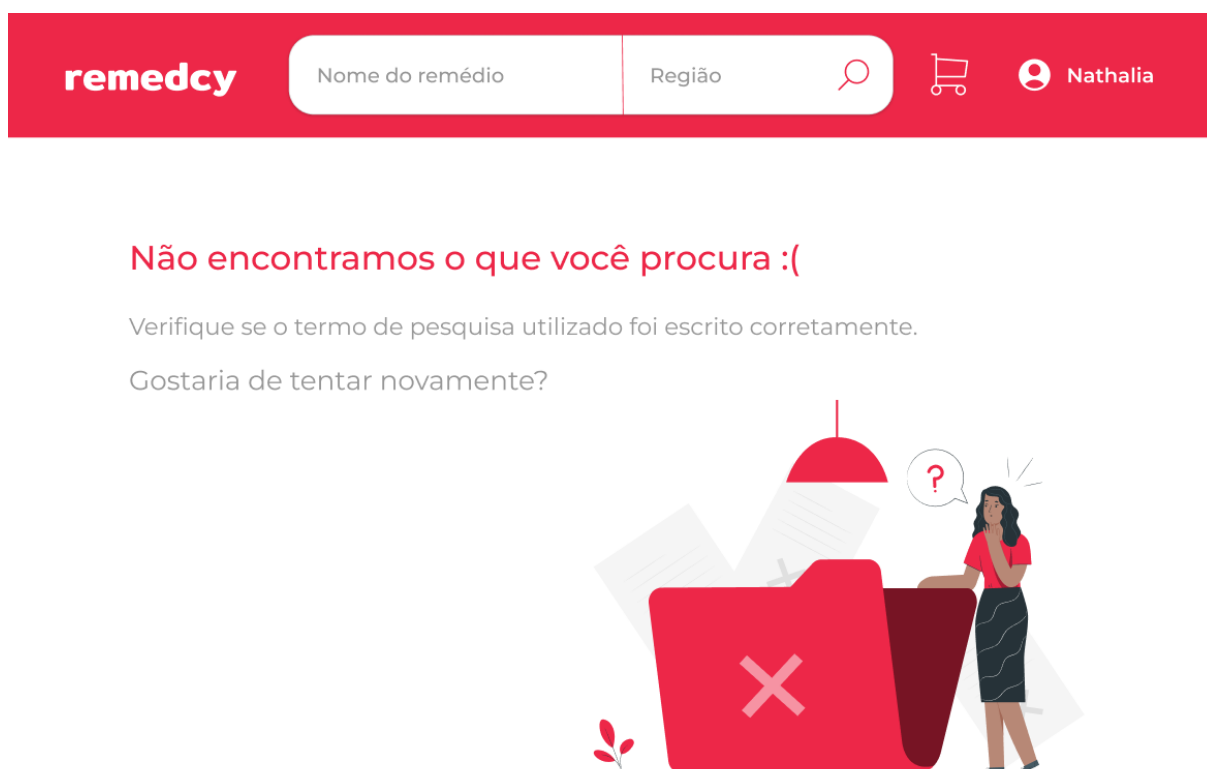 remedcy
Nome do remédio
Região
Nathalia
Não encontramos o que você procura :(
Verifique se o termo de pesquisa utilizado foi escrito corretamente.
Gostaria de tentar novamente?
?